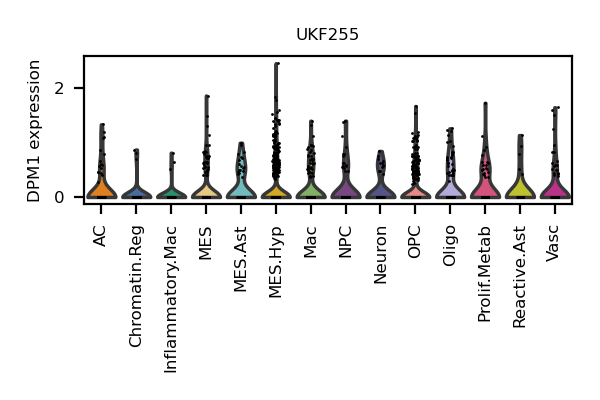 UKF255
DPM1 expression
2
0
AC
Chromatin.Reg
Inflammatory.Mac
MES
MES.Ast
MES.Hyp
Mac
NPC
Neuron
OPC
Oligo
Prolif.Metab
Reactive.Ast
Vasc